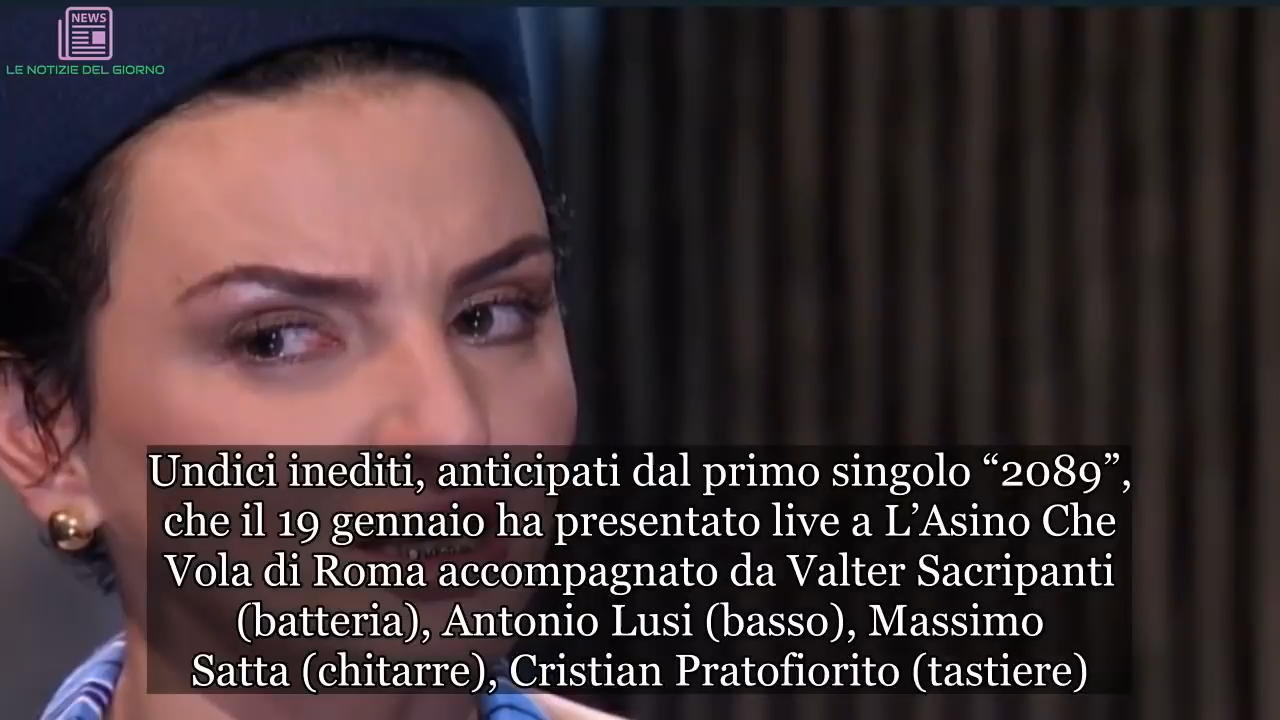 NEWS
LE NOTIZIE DEL GIORNO
Undici inediti, anticipati dal primo singolo “2089”,
che il 19 gennaio ha presentato live a L’Asino Che
Vola di Roma accompagnato da Valter Sacripanti
(batteria), Antonio Lusi (basso), Massimo
Satta (chitarre), Cristian Pratofiorito (tastiere)